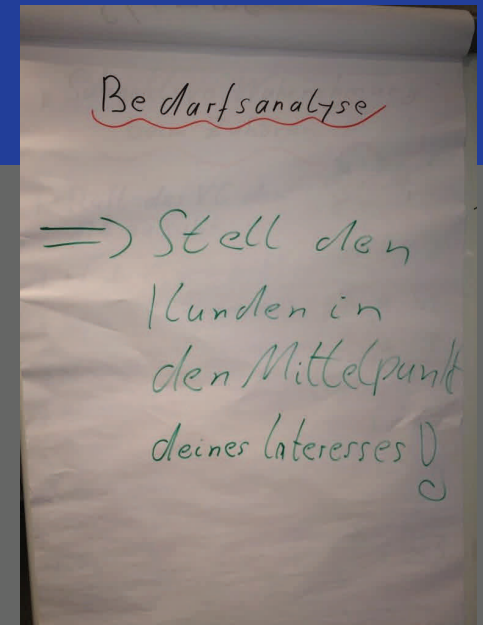 Bedarfsanalyse
=> Stell den
Kunden in
den Mittelpunkt
deines Interesses!